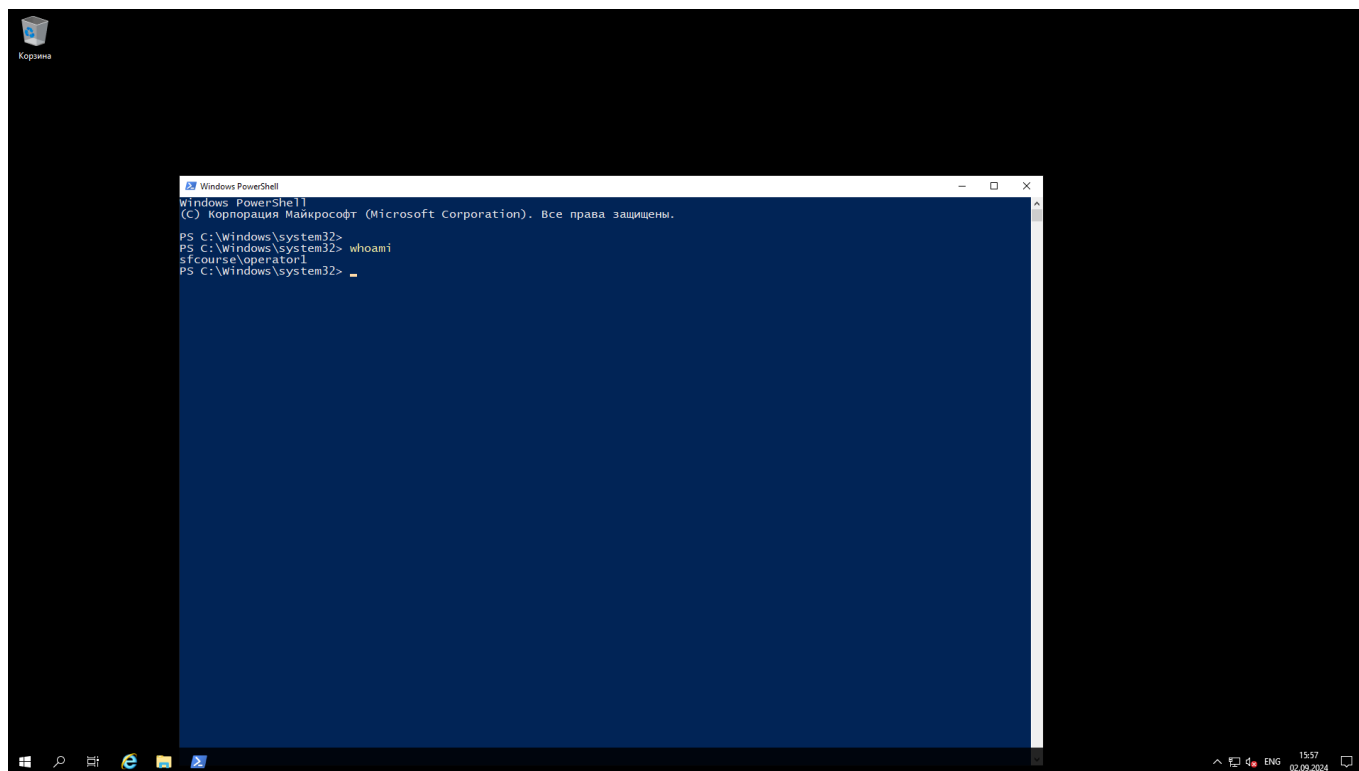 Корзина
Windows PowerShell
Windows PowerShell
(C) Корпорация Майкрософт (Microsoft Corporation). Все права защищены.
PS C:\Windows\system32>
PS C:\Windows\system32> whoami
sfcourse\operator1
PS C:\Windows\system32>
ENG
15:57
02.09.2024